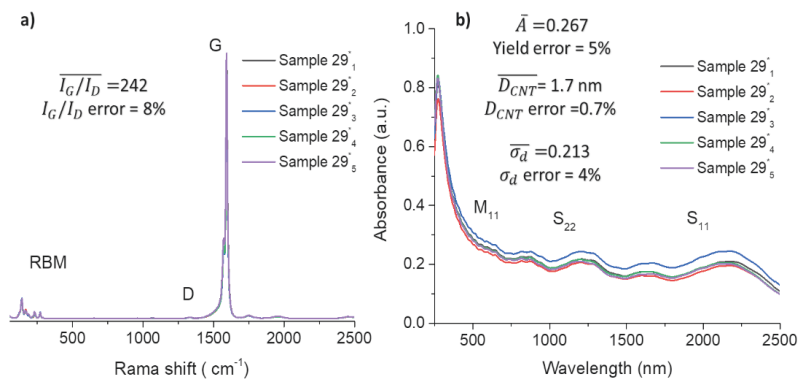 a)
G
I_G/I_D =242
I_G/I_D error = 8%
Sample 29*1
Sample 29*2
Sample 29*3
Sample 29*4
Sample 29*5
RBM
D
500
1000
1500
2000
2500
Rama shift ( cm⁻¹)
b)
Ā =0.267
Yield error = 5%
D_CNT= 1.7 nm
D_CNT error =0.7%
σ_d =0.213
σ_d error = 4%
Sample 29*1
Sample 29*2
Sample 29*3
Sample 29*4
Sample 29*5
M₁₁
S₂₂
S₁₁
1.0
0.8
0.6
0.4
0.2
0.0
Absorbance (a.u.)
500
1000
1500
2000
2500
Wavelength (nm)